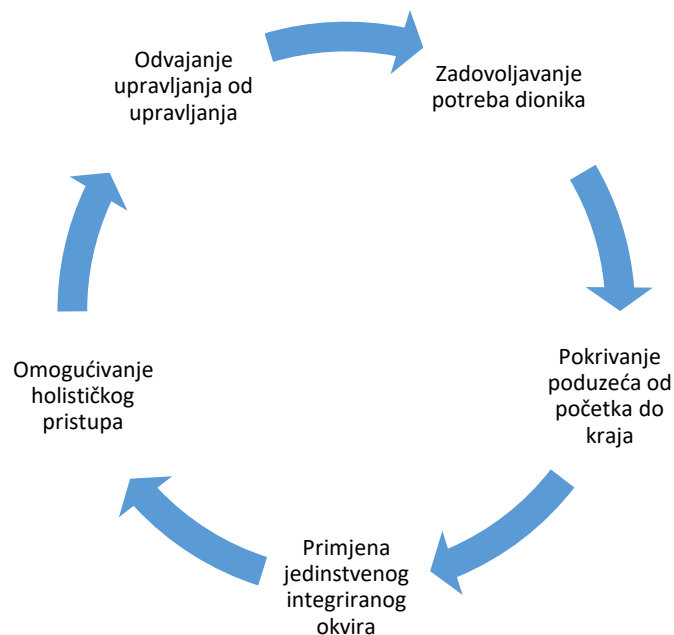 Odvajanje
upravljanja od
upravljanja
Zadovoljavanje
potreba dionika
Pokrivanje
poduzeća od
početka do
kraja
Primjena
jedinstvenog
integriranog
okvira
Omogućivanje
holističkog
pristupa